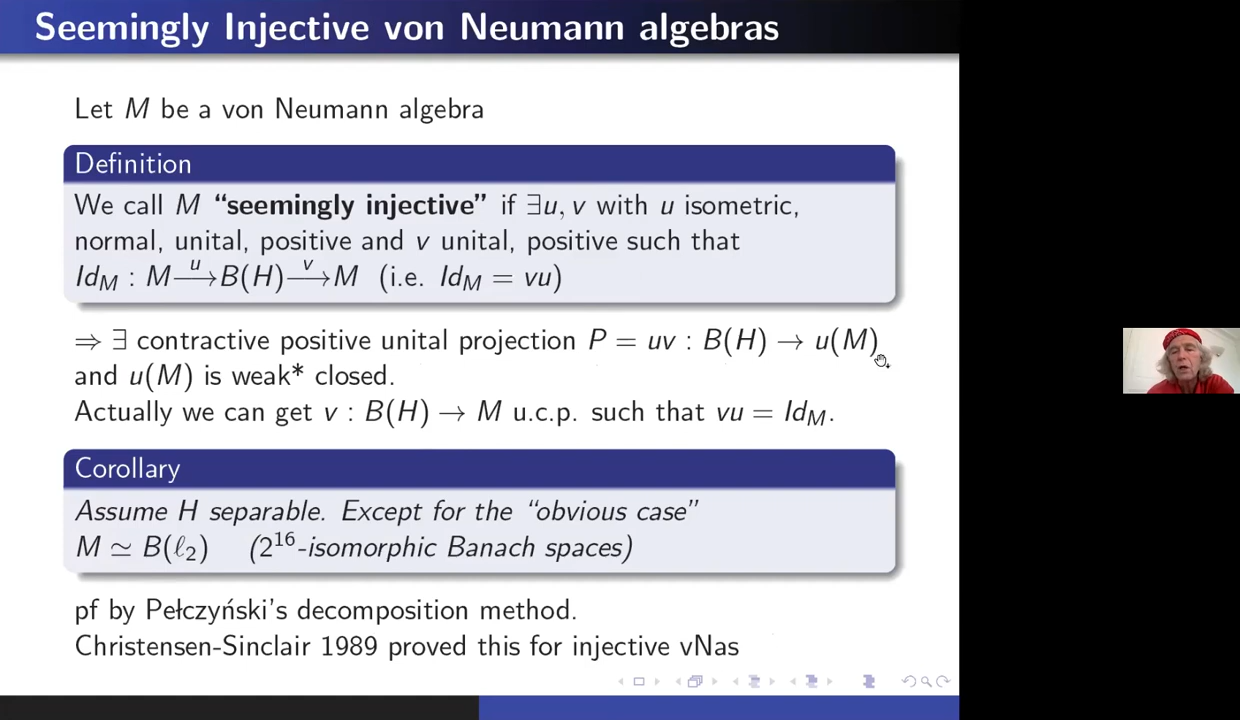 Seemingly Injective von Neumann algebras
Let M be a von Neumann algebra
Definition
We call M “seemingly injective” if ∃u, v with u isometric,
normal, unital, positive and v unital, positive such that
Id_M : M —u→ B(H) —v→ M (i.e. Id_M = vu)
⇒ ∃ contractive positive unital projection P = uv : B(H) → u(M)
and u(M) is weak* closed.
Actually we can get v : B(H) → M u.c.p. such that vu = Id_M.
Corollary
Assume H separable. Except for the “obvious case”
M ≃ B(ℓ₂) (2¹⁶-isomorphic Banach spaces)
pf by Pełczyński's decomposition method.
Christensen-Sinclair 1989 proved this for injective vNas